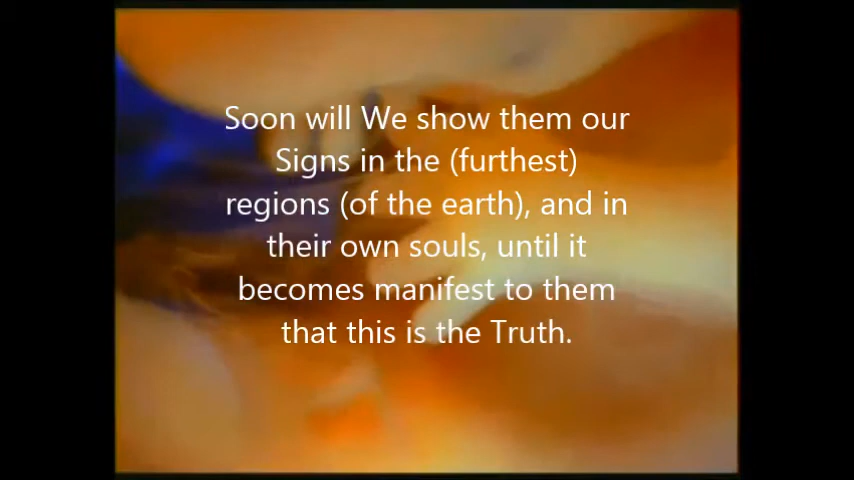 Soon will We show them our
Signs in the (furthest)
regions (of the earth), and in
their own souls, until it
becomes manifest to them
that this is the Truth.